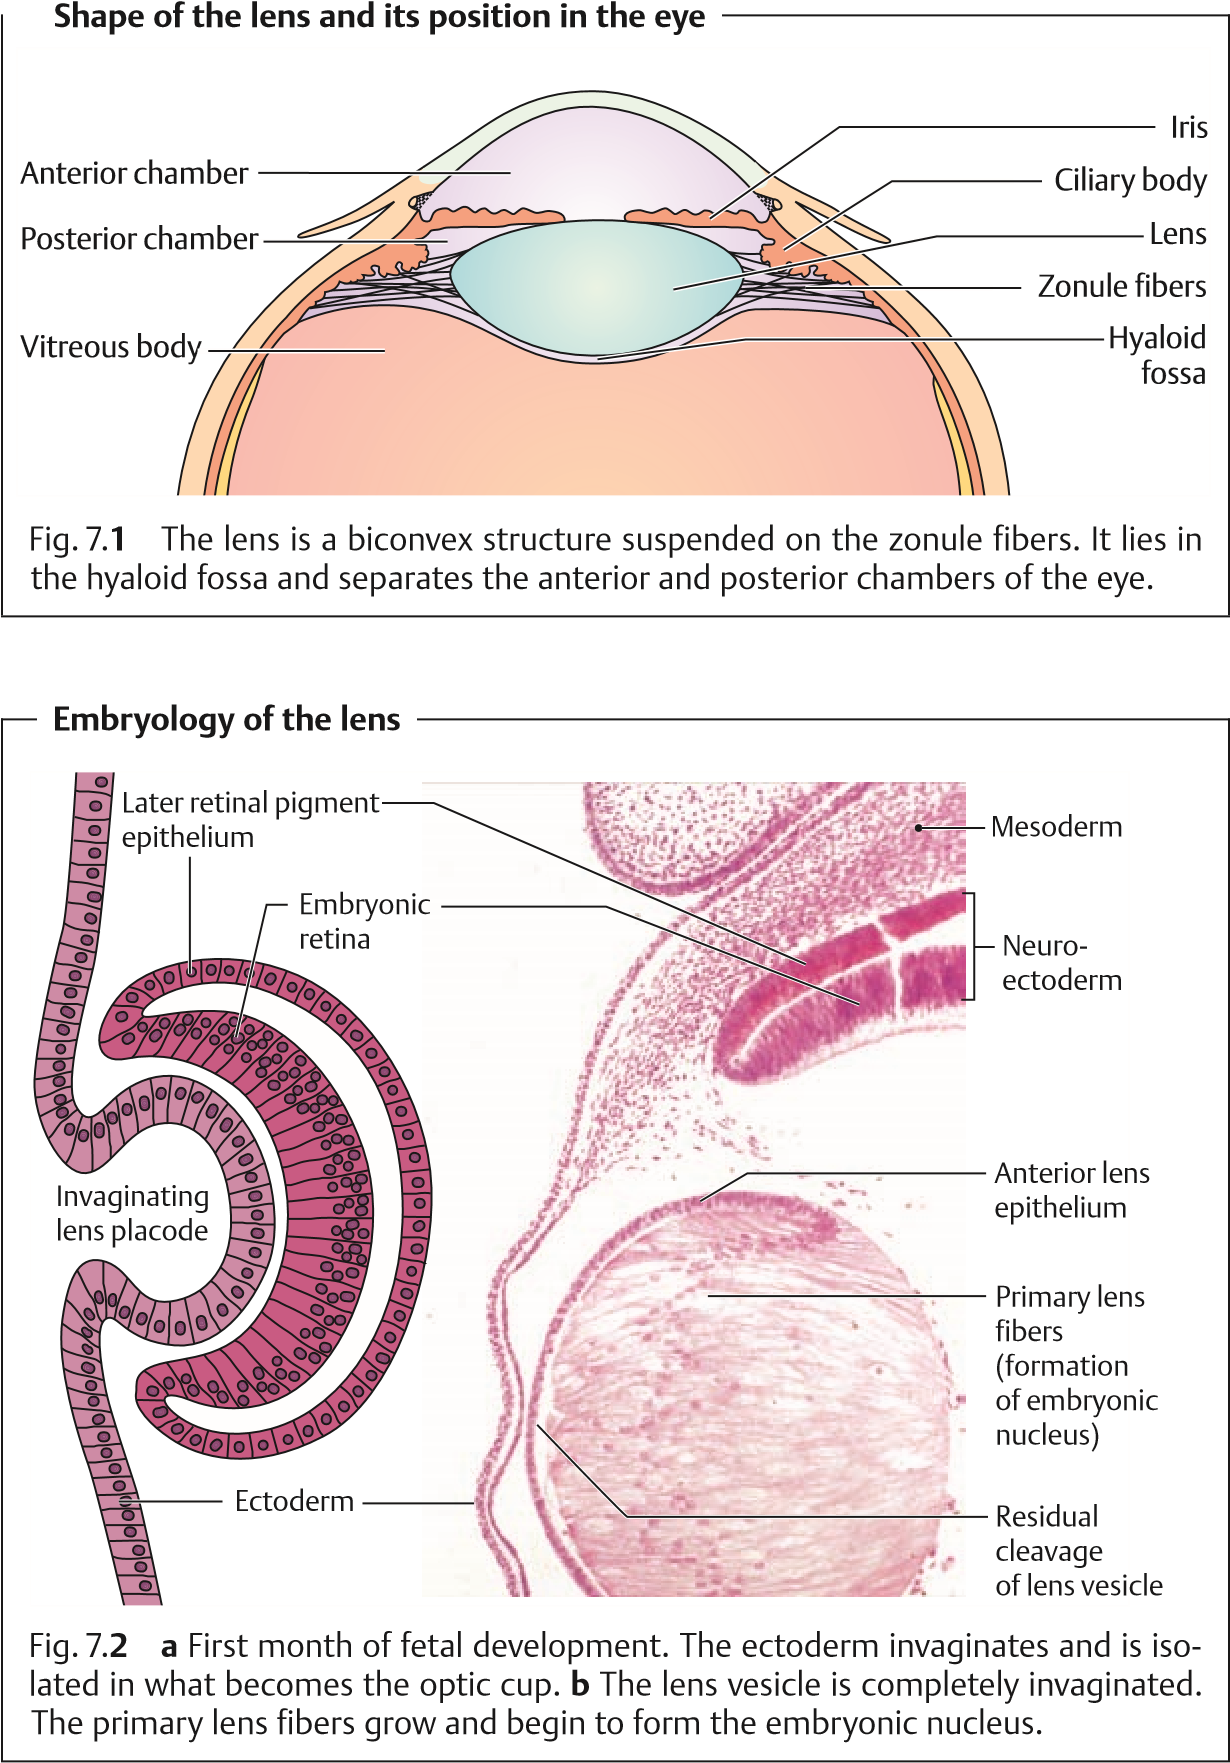 Shape of the lens and its position in the eye
Anterior chamber
Posterior chamber
Vitreous body
Iris
Ciliary body
Lens
Zonule fibers
Hyaloid
fossa
Fig. 7.1 The lens is a biconvex structure suspended on the zonule fibers. It lies in
the hyaloid fossa and separates the anterior and posterior chambers of the eye.
Embryology of the lens
Later retinal pigment
epithelium
Embryonic
retina
Invaginating
lens placode
Ectoderm
Mesoderm
Neuro-
ectoderm
Anterior lens
epithelium
Primary lens
fibers
(formation
of embryonic
nucleus)
Residual
cleavage
of lens vesicle
Fig. 7.2 a First month of fetal development. The ectoderm invaginates and is iso-
lated in what becomes the optic cup. b The lens vesicle is completely invaginated.
The primary lens fibers grow and begin to form the embryonic nucleus.